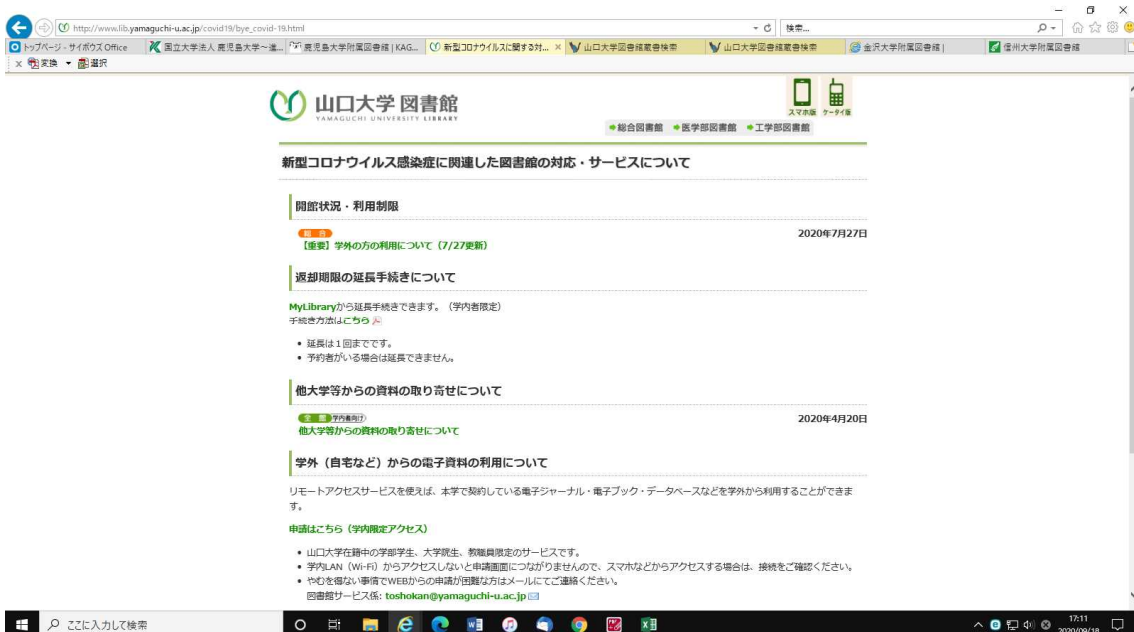 http://www.lib.yamaguchi-u.ac.jp/covid19/bye_covid-19.html
検索...
トップページ - サイボウズ Office
国立大学法人 鹿児島大学～進...
鹿児島大学附属図書館 | KAG...
新型コロナウイルスに関する対...
山口大学図書館蔵書検索
山口大学図書館蔵書検索
金沢大学附属図書館 |
信州大学附属図書館
x 変換 選択
山口大学 図書館
YAMAGUCHI UNIVERSITY LIBRARY
スマホ版 ケータイ版
総合図書館 医学部図書館 工学部図書館
新型コロナウイルス感染症に関連した図書館の対応・サービスについて
開館状況・利用制限
総合 2020年7月27日
【重要】学外の方の利用について（7/27更新）
返却期限の延長手続きについて
MyLibraryから延長手続きできます。（学内者限定）
手続き方法はこちら
• 延長は１回までです。
• 予約者がいる場合は延長できません。
他大学等からの資料の取り寄せについて
全館 学内者向け 2020年4月20日
他大学等からの資料の取り寄せについて
学外（自宅など）からの電子資料の利用について
リモートアクセスサービスを使えば、本学で契約している電子ジャーナル・電子ブック・データベースなどを学外から利用することができま
す。
申請はこちら（学内限定アクセス）
• 山口大学在籍中の学部学生、大学院生、教職員限定のサービスです。
• 学内LAN（Wi-Fi）からアクセスしないと申請画面につながりませんので、スマホなどからアクセスする場合は、接続をご確認ください。
• やむを得ない事情でWEBからの申請が困難な方はメールにてご連絡ください。
図書館サービス係: toshokan@yamaguchi-u.ac.jp
ここに入力して検索
17:11
2020/09/18